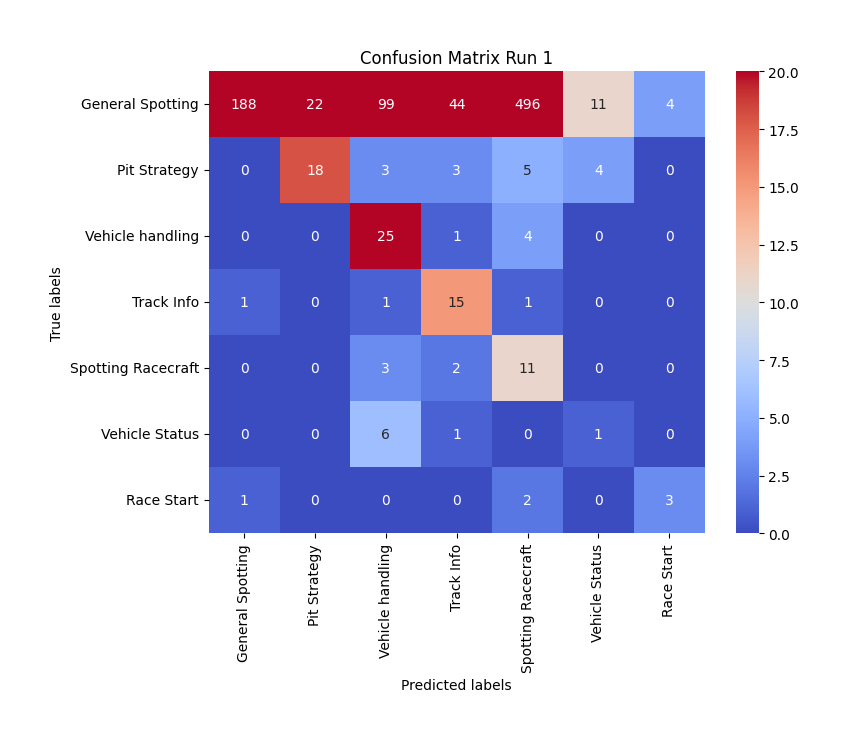 Confusion Matrix Run 1
General Spotting 188 22 99 44 496 11 4
Pit Strategy 0 18 3 3 5 4 0
Vehicle handling 0 0 25 1 4 0 0
Track Info 1 0 1 15 1 0 0
Spotting Racecraft 0 0 3 2 11 0 0
Vehicle Status 0 0 6 1 0 1 0
Race Start 1 0 0 0 2 0 3
True labels
General Spotting
Pit Strategy
Vehicle handling
Track Info
Spotting Racecraft
Vehicle Status
Race Start
Predicted labels
20.0
17.5
15.0
12.5
10.0
7.5
5.0
2.5
0.0